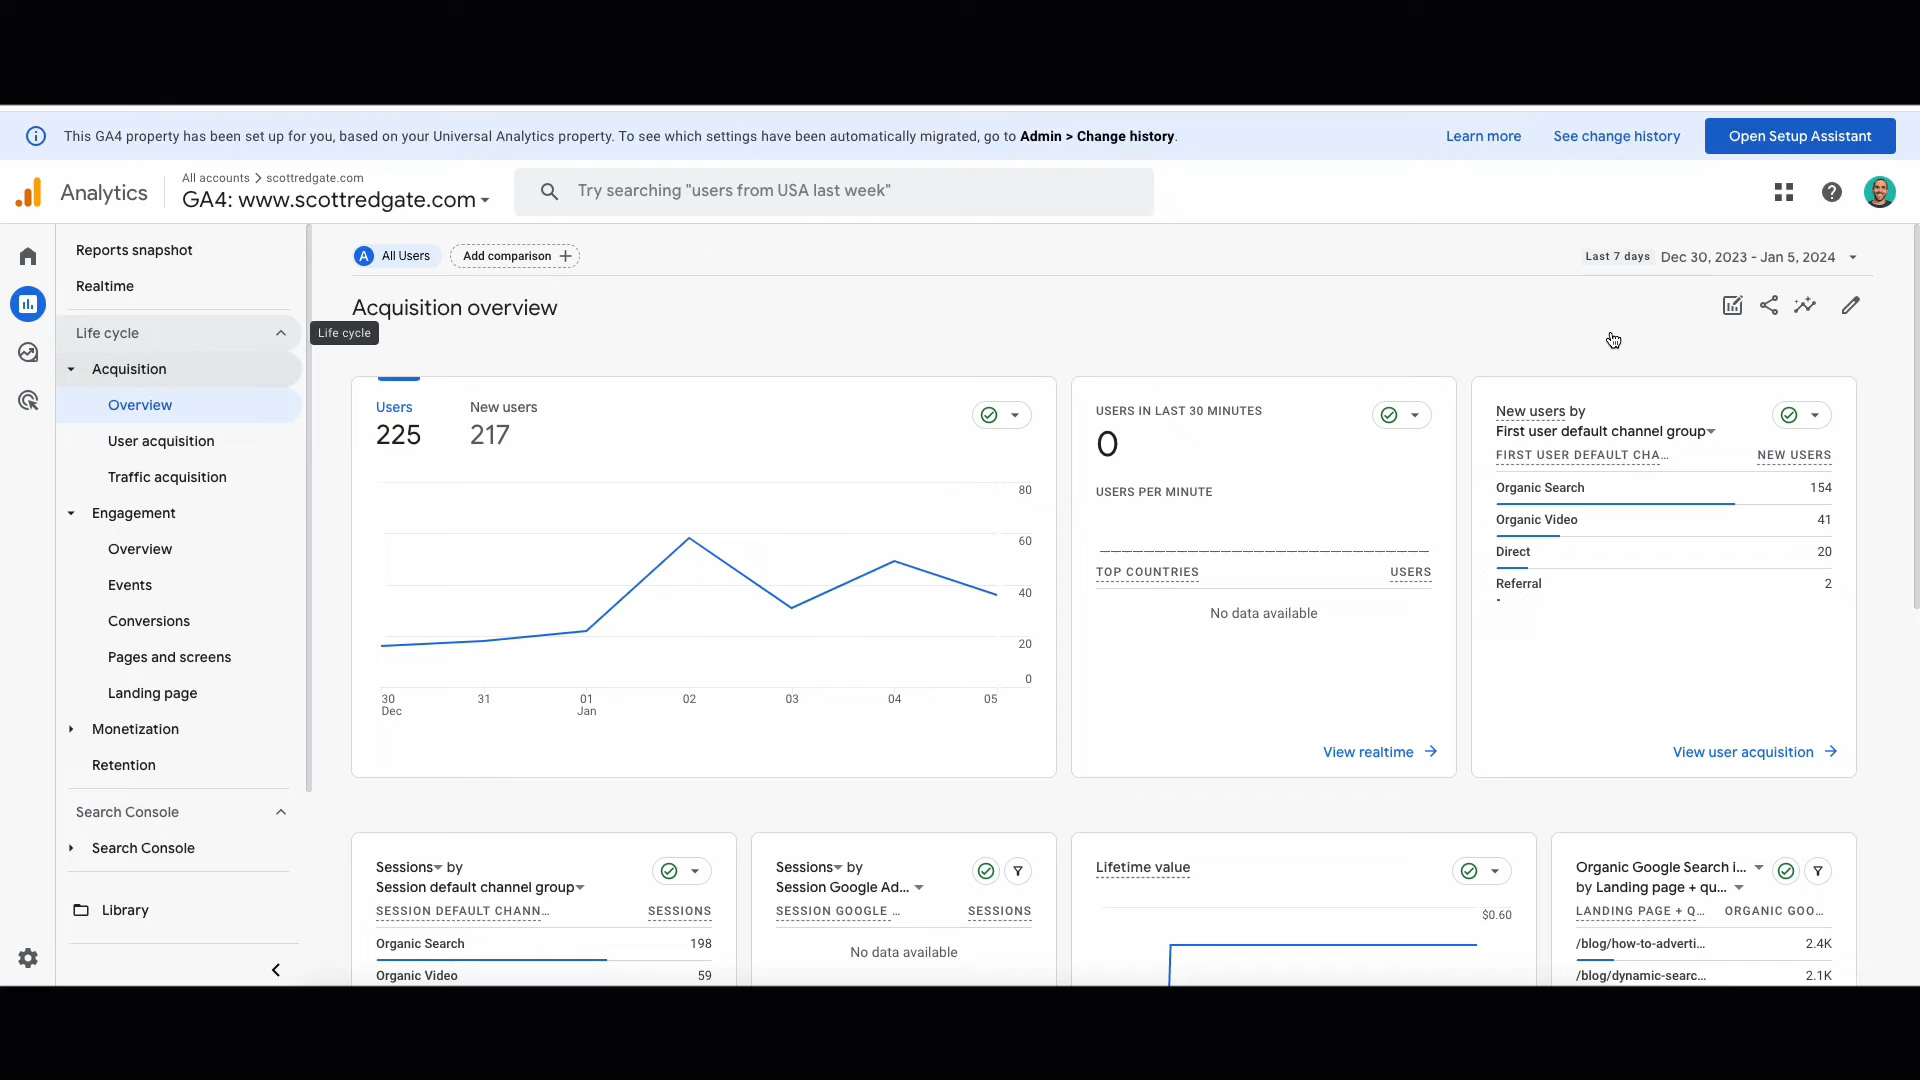 This GA4 property has been set up for you, based on your Universal Analytics property. To see which settings have been automatically migrated, go to Admin > Change history.
Learn more
See change history
Open Setup Assistant
Analytics
All accounts > scottredgate.com
GA4: www.scottredgate.com
Try searching "users from USA last week"
Reports snapshot
Realtime
Life cycle
Acquisition
Overview
User acquisition
Traffic acquisition
Engagement
Overview
Events
Conversions
Pages and screens
Landing page
Monetization
Retention
Search Console
Search Console
Library
Life cycle
A All Users
Add comparison
Last 7 days Dec 30, 2023 - Jan 5, 2024
Acquisition overview
Users
225
New users
217
80
60
40
20
0
30 Dec
31
01 Jan
02
03
04
05
USERS IN LAST 30 MINUTES
0
USERS PER MINUTE
TOP COUNTRIES USERS
No data available
View realtime
New users by
First user default channel group
FIRST USER DEFAULT CHA... NEW USERS
Organic Search 154
Organic Video 41
Direct 20
Referral 2
View user acquisition
Sessions by
Session default channel group
SESSION DEFAULT CHANN... SESSIONS
Organic Search 198
Organic Video 59
Sessions by
Session Google Ad...
SESSION GOOGLE ... SESSIONS
No data available
Lifetime value
$0.60
Organic Google Search i...
by Landing page + qu...
LANDING PAGE + Q... ORGANIC GOO...
/blog/how-to-adverti... 2.4K
/blog/dynamic-searc... 2.1K